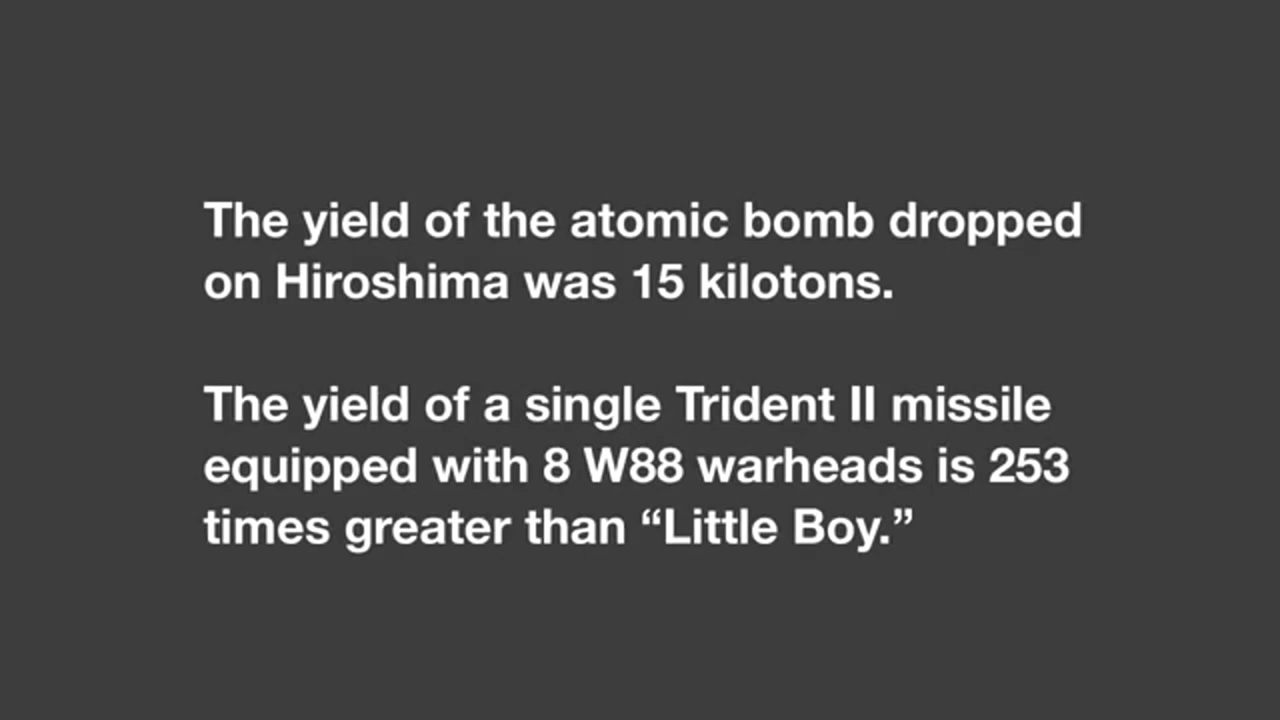 The yield of the atomic bomb dropped
on Hiroshima was 15 kilotons.
The yield of a single Trident II missile
equipped with 8 W88 warheads is 253
times greater than “Little Boy.”